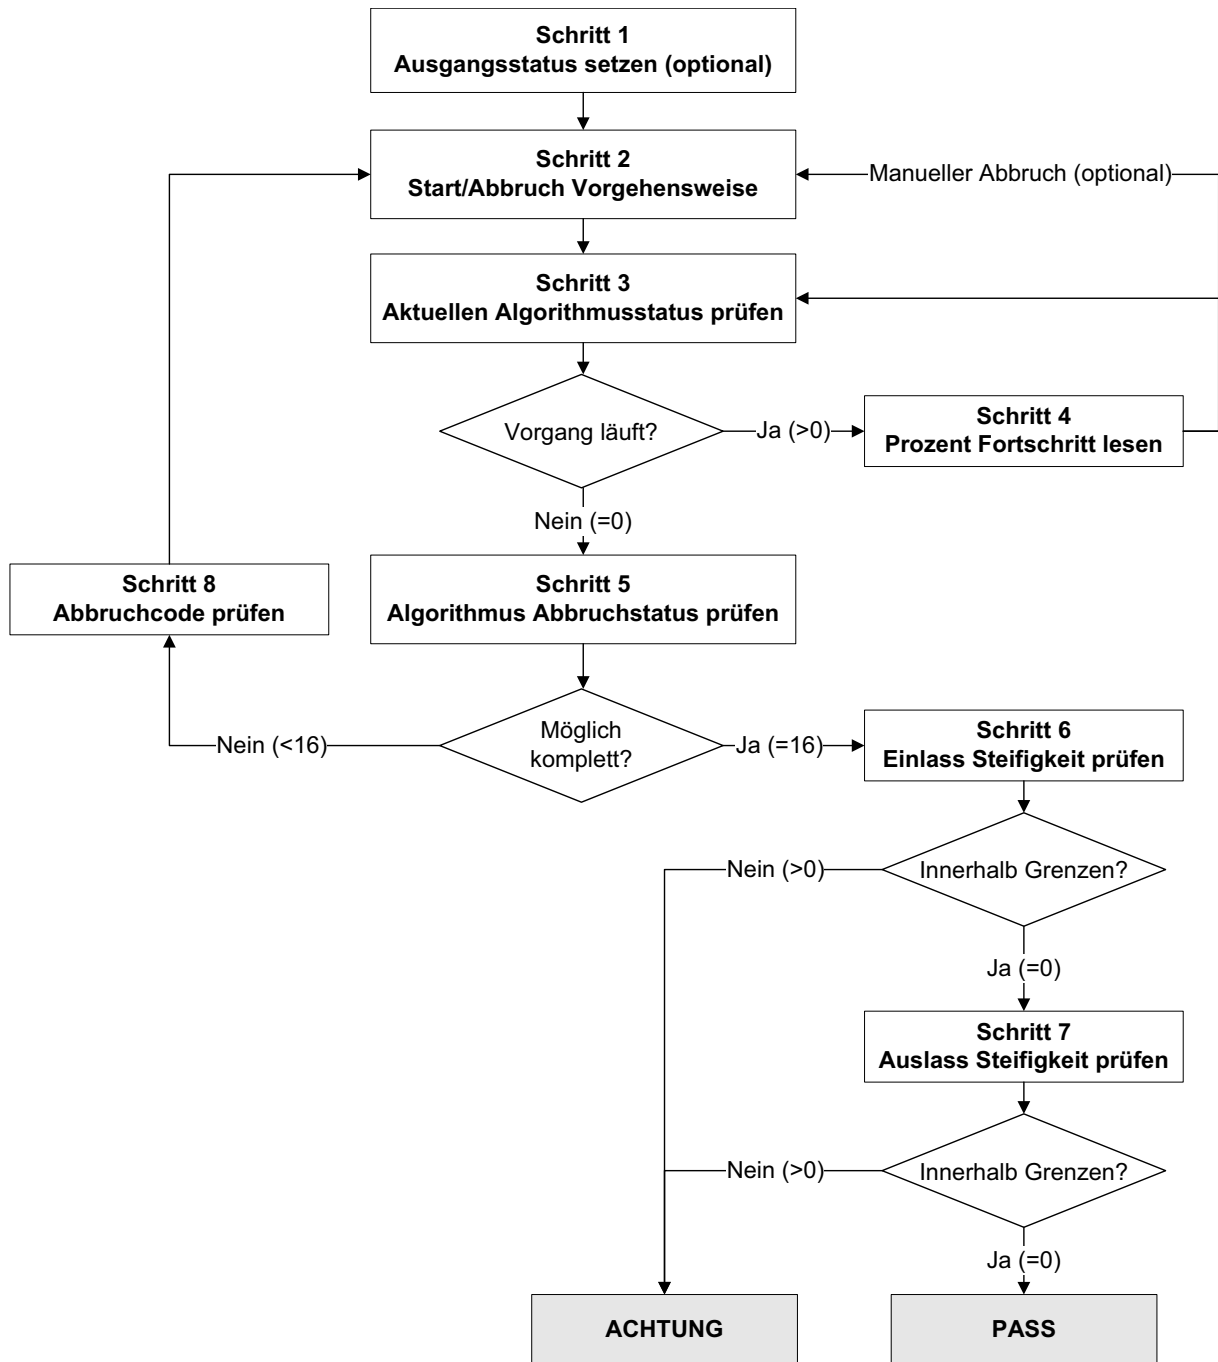 Schritt 1
Ausgangsstatus setzen (optional)
Schritt 2
Start/Abbruch Vorgehensweise
Manueller Abbruch (optional)
Schritt 3
Aktuellen Algorithmusstatus prüfen
Vorgang läuft?
Ja (>0)
Schritt 4
Prozent Fortschritt lesen
Nein (=0)
Schritt 8
Abbruchcode prüfen
Schritt 5
Algorithmus Abbruchstatus prüfen
Nein (<16)
Möglich
komplett?
Ja (=16)
Schritt 6
Einlass Steifigkeit prüfen
Nein (>0)
Innerhalb Grenzen?
Ja (=0)
Schritt 7
Auslass Steifigkeit prüfen
Nein (>0)
Innerhalb Grenzen?
Ja (=0)
ACHTUNG
PASS